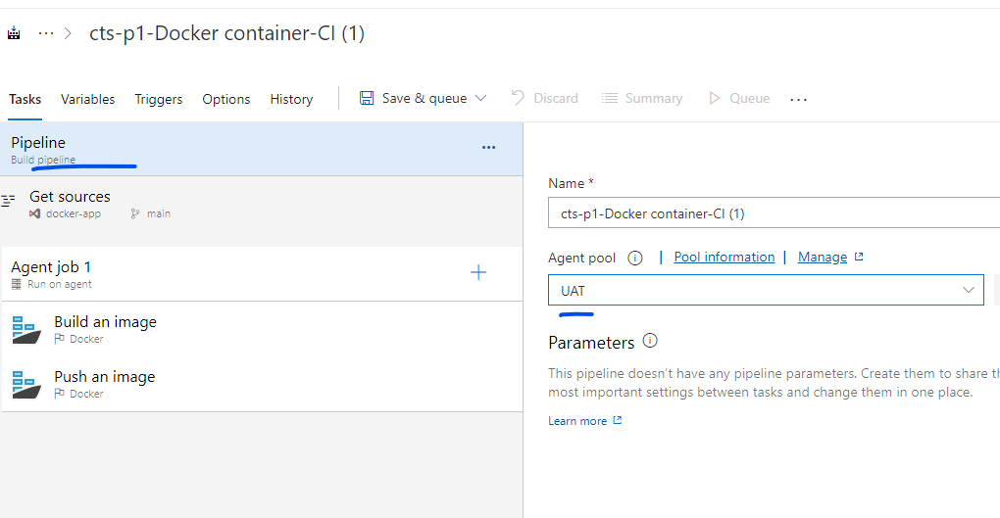 ··· > cts-p1-Docker container-CI (1)
Tasks Variables Triggers Options History Save & queue Discard Summary Queue ···
Pipeline ···
Build pipeline
Get sources
docker-app main
Agent job 1 +
Run on agent
Build an image
Docker
Push an image
Docker
Name *
cts-p1-Docker container-CI (1)
Agent pool | Pool information | Manage
UAT
Parameters
This pipeline doesn't have any pipeline parameters. Create them to share th
most important settings between tasks and change them in one place.
Learn more